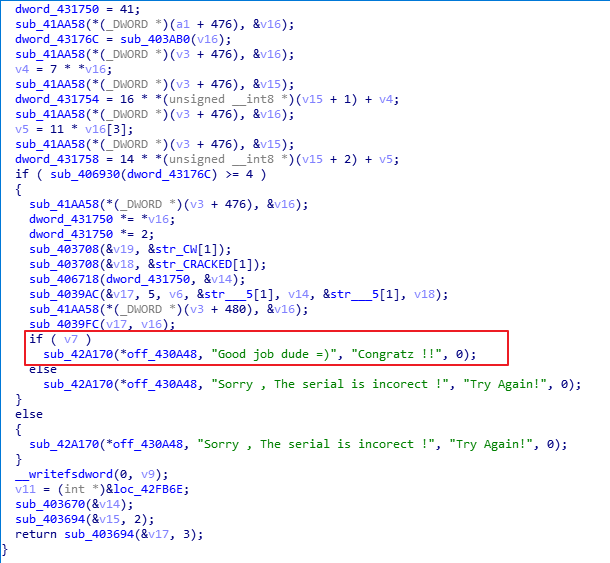 dword_431750 = 41;
sub_41AA58(*(_DWORD *)(a1 + 476), &v16);
dword_43176C = sub_403AB0(v16);
sub_41AA58(*(_DWORD *)(v3 + 476), &v16);
v4 = 7 * *v16;
sub_41AA58(*(_DWORD *)(v3 + 476), &v15);
dword_431754 = 16 * *(unsigned __int8 *)(v15 + 1) + v4;
sub_41AA58(*(_DWORD *)(v3 + 476), &v16);
v5 = 11 * v16[3];
sub_41AA58(*(_DWORD *)(v3 + 476), &v15);
dword_431758 = 14 * *(unsigned __int8 *)(v15 + 2) + v5;
if ( sub_406930(dword_43176C) >= 4 )
{
sub_41AA58(*(_DWORD *)(v3 + 476), &v16);
dword_431750 *= *v16;
dword_431750 *= 2;
sub_403708(&v19, &str_CW[1]);
sub_403708(&v18, &str_CRACKED[1]);
sub_406718(dword_431750, &v14);
sub_4039AC(&v17, 5, v6, &str___5[1], v14, &str___5[1], v18);
sub_41AA58(*(_DWORD *)(v3 + 480), &v16);
sub_4039FC(v17, v16);
if ( v7 )
sub_42A170(*off_430A48, "Good job dude =)", "Congratz !!", 0);
else
sub_42A170(*off_430A48, "Sorry , The serial is incorect !", "Try Again!", 0);
}
else
{
sub_42A170(*off_430A48, "Sorry , The serial is incorect !", "Try Again!", 0);
}
__writefsdword(0, v9);
v11 = (int *)&loc_42FB6E;
sub_403670(&v14);
sub_403694(&v15, 2);
return sub_403694(&v17, 3);
}